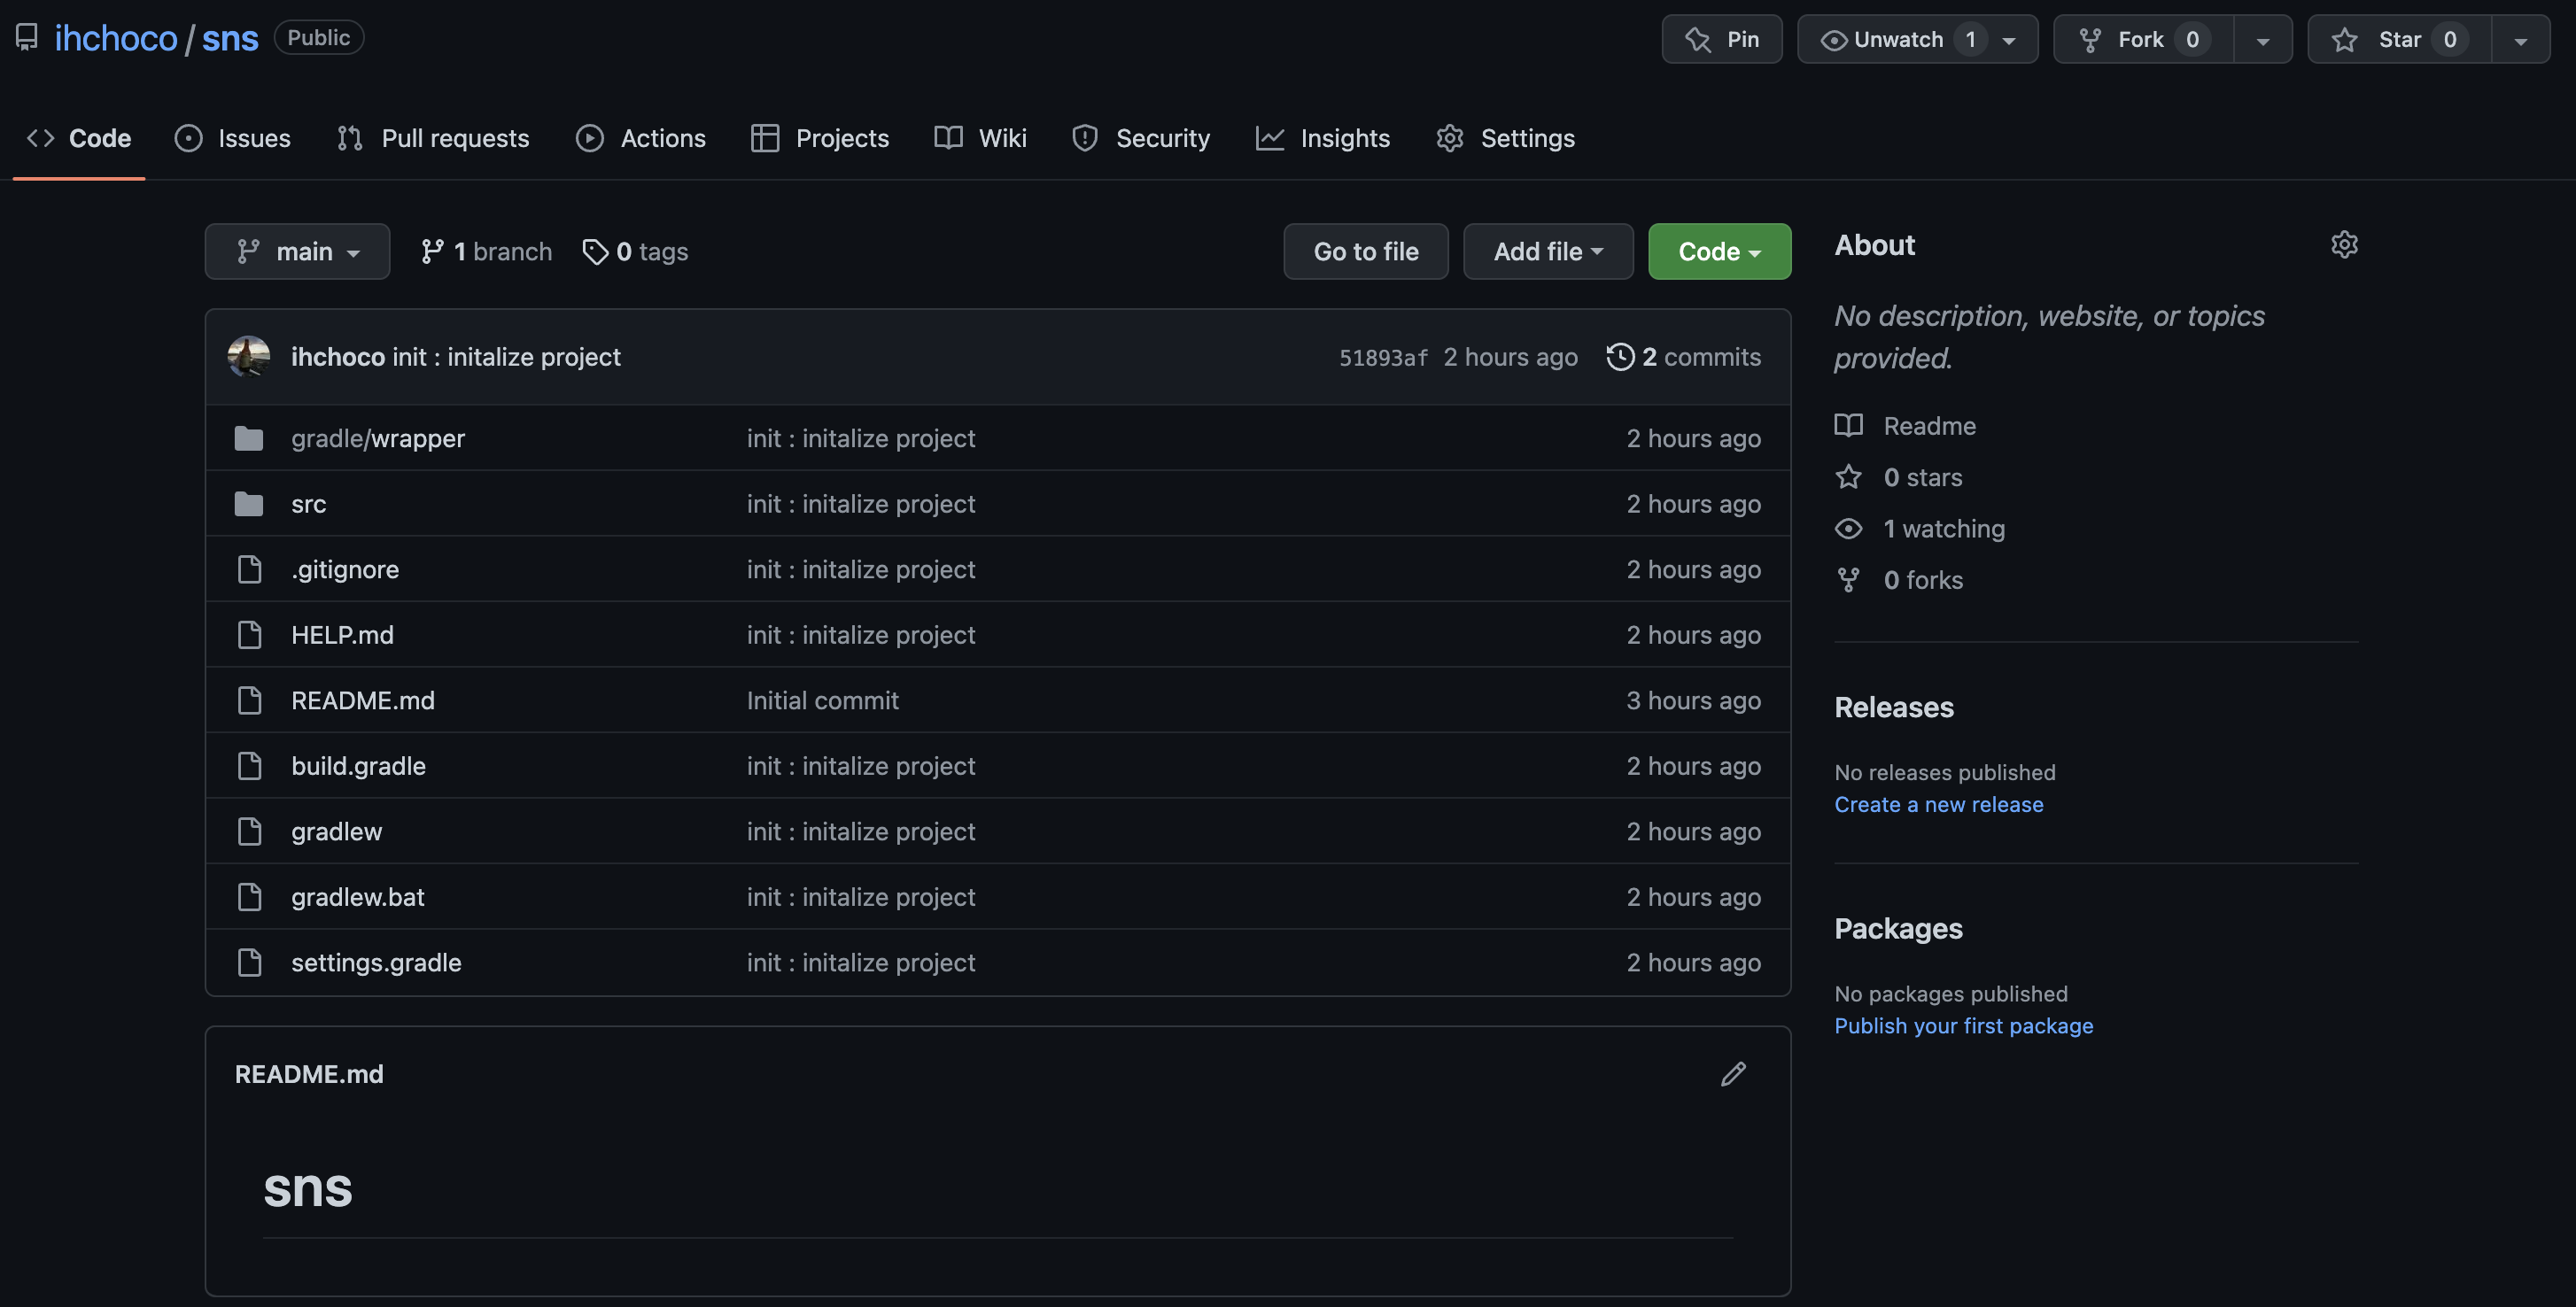 ihchoco / sns Public Pin Unwatch 1 Fork 0 Star 0
Code Issues Pull requests Actions Projects Wiki Security Insights Settings
main 1 branch 0 tags Go to file Add file Code
ihchoco init : initalize project 51893af 2 hours ago 2 commits
gradle/wrapper init : initalize project 2 hours ago
src init : initalize project 2 hours ago
.gitignore init : initalize project 2 hours ago
HELP.md init : initalize project 2 hours ago
README.md Initial commit 3 hours ago
build.gradle init : initalize project 2 hours ago
gradlew init : initalize project 2 hours ago
gradlew.bat init : initalize project 2 hours ago
settings.gradle init : initalize project 2 hours ago
README.md
sns
About
No description, website, or topics
provided.
Readme
0 stars
1 watching
0 forks
Releases
No releases published
Create a new release
Packages
No packages published
Publish your first package